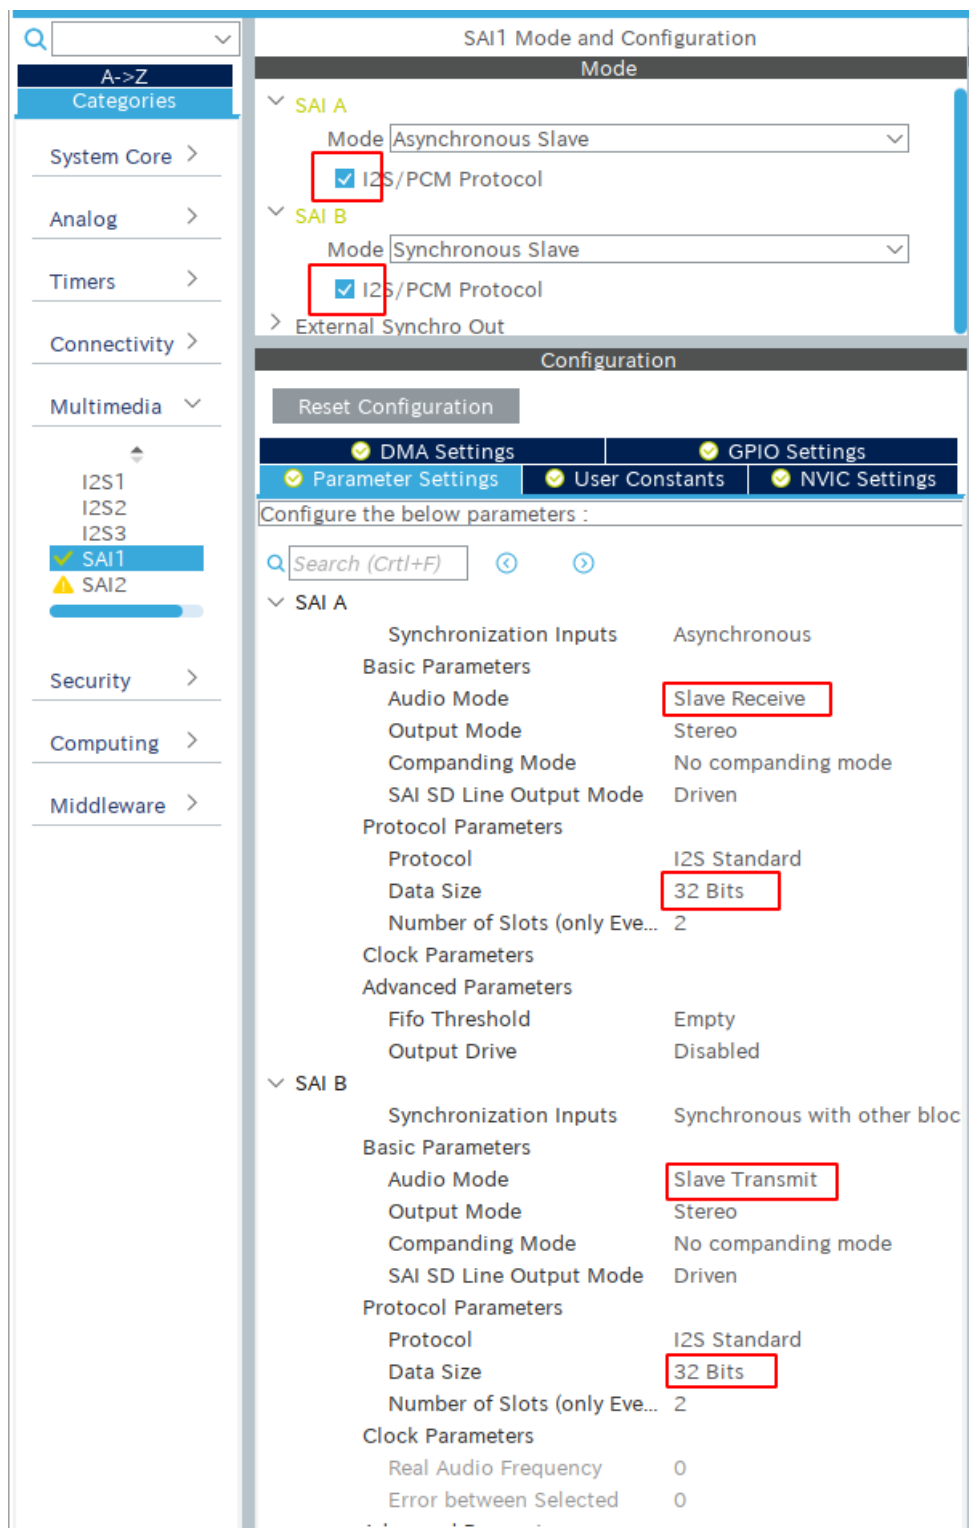 SAI1 Mode and Configuration
Mode
A->Z
Categories
System Core
Analog
Timers
Connectivity
Multimedia
I2S1
I2S2
I2S3
SAI1
SAI2
Security
Computing
Middleware
SAI A
Mode Asynchronous Slave
I2S/PCM Protocol
SAI B
Mode Synchronous Slave
I2S/PCM Protocol
External Synchro Out
Configuration
Reset Configuration
DMA Settings GPIO Settings
Parameter Settings User Constants NVIC Settings
Configure the below parameters :
Search (Crtl+F)
SAI A
Synchronization Inputs Asynchronous
Basic Parameters
Audio Mode Slave Receive
Output Mode Stereo
Companding Mode No companding mode
SAI SD Line Output Mode Driven
Protocol Parameters
Protocol I2S Standard
Data Size 32 Bits
Number of Slots (only Eve... 2
Clock Parameters
Advanced Parameters
Fifo Threshold Empty
Output Drive Disabled
SAI B
Synchronization Inputs Synchronous with other bloc
Basic Parameters
Audio Mode Slave Transmit
Output Mode Stereo
Companding Mode No companding mode
SAI SD Line Output Mode Driven
Protocol Parameters
Protocol I2S Standard
Data Size 32 Bits
Number of Slots (only Eve... 2
Clock Parameters
Real Audio Frequency 0
Error between Selected 0